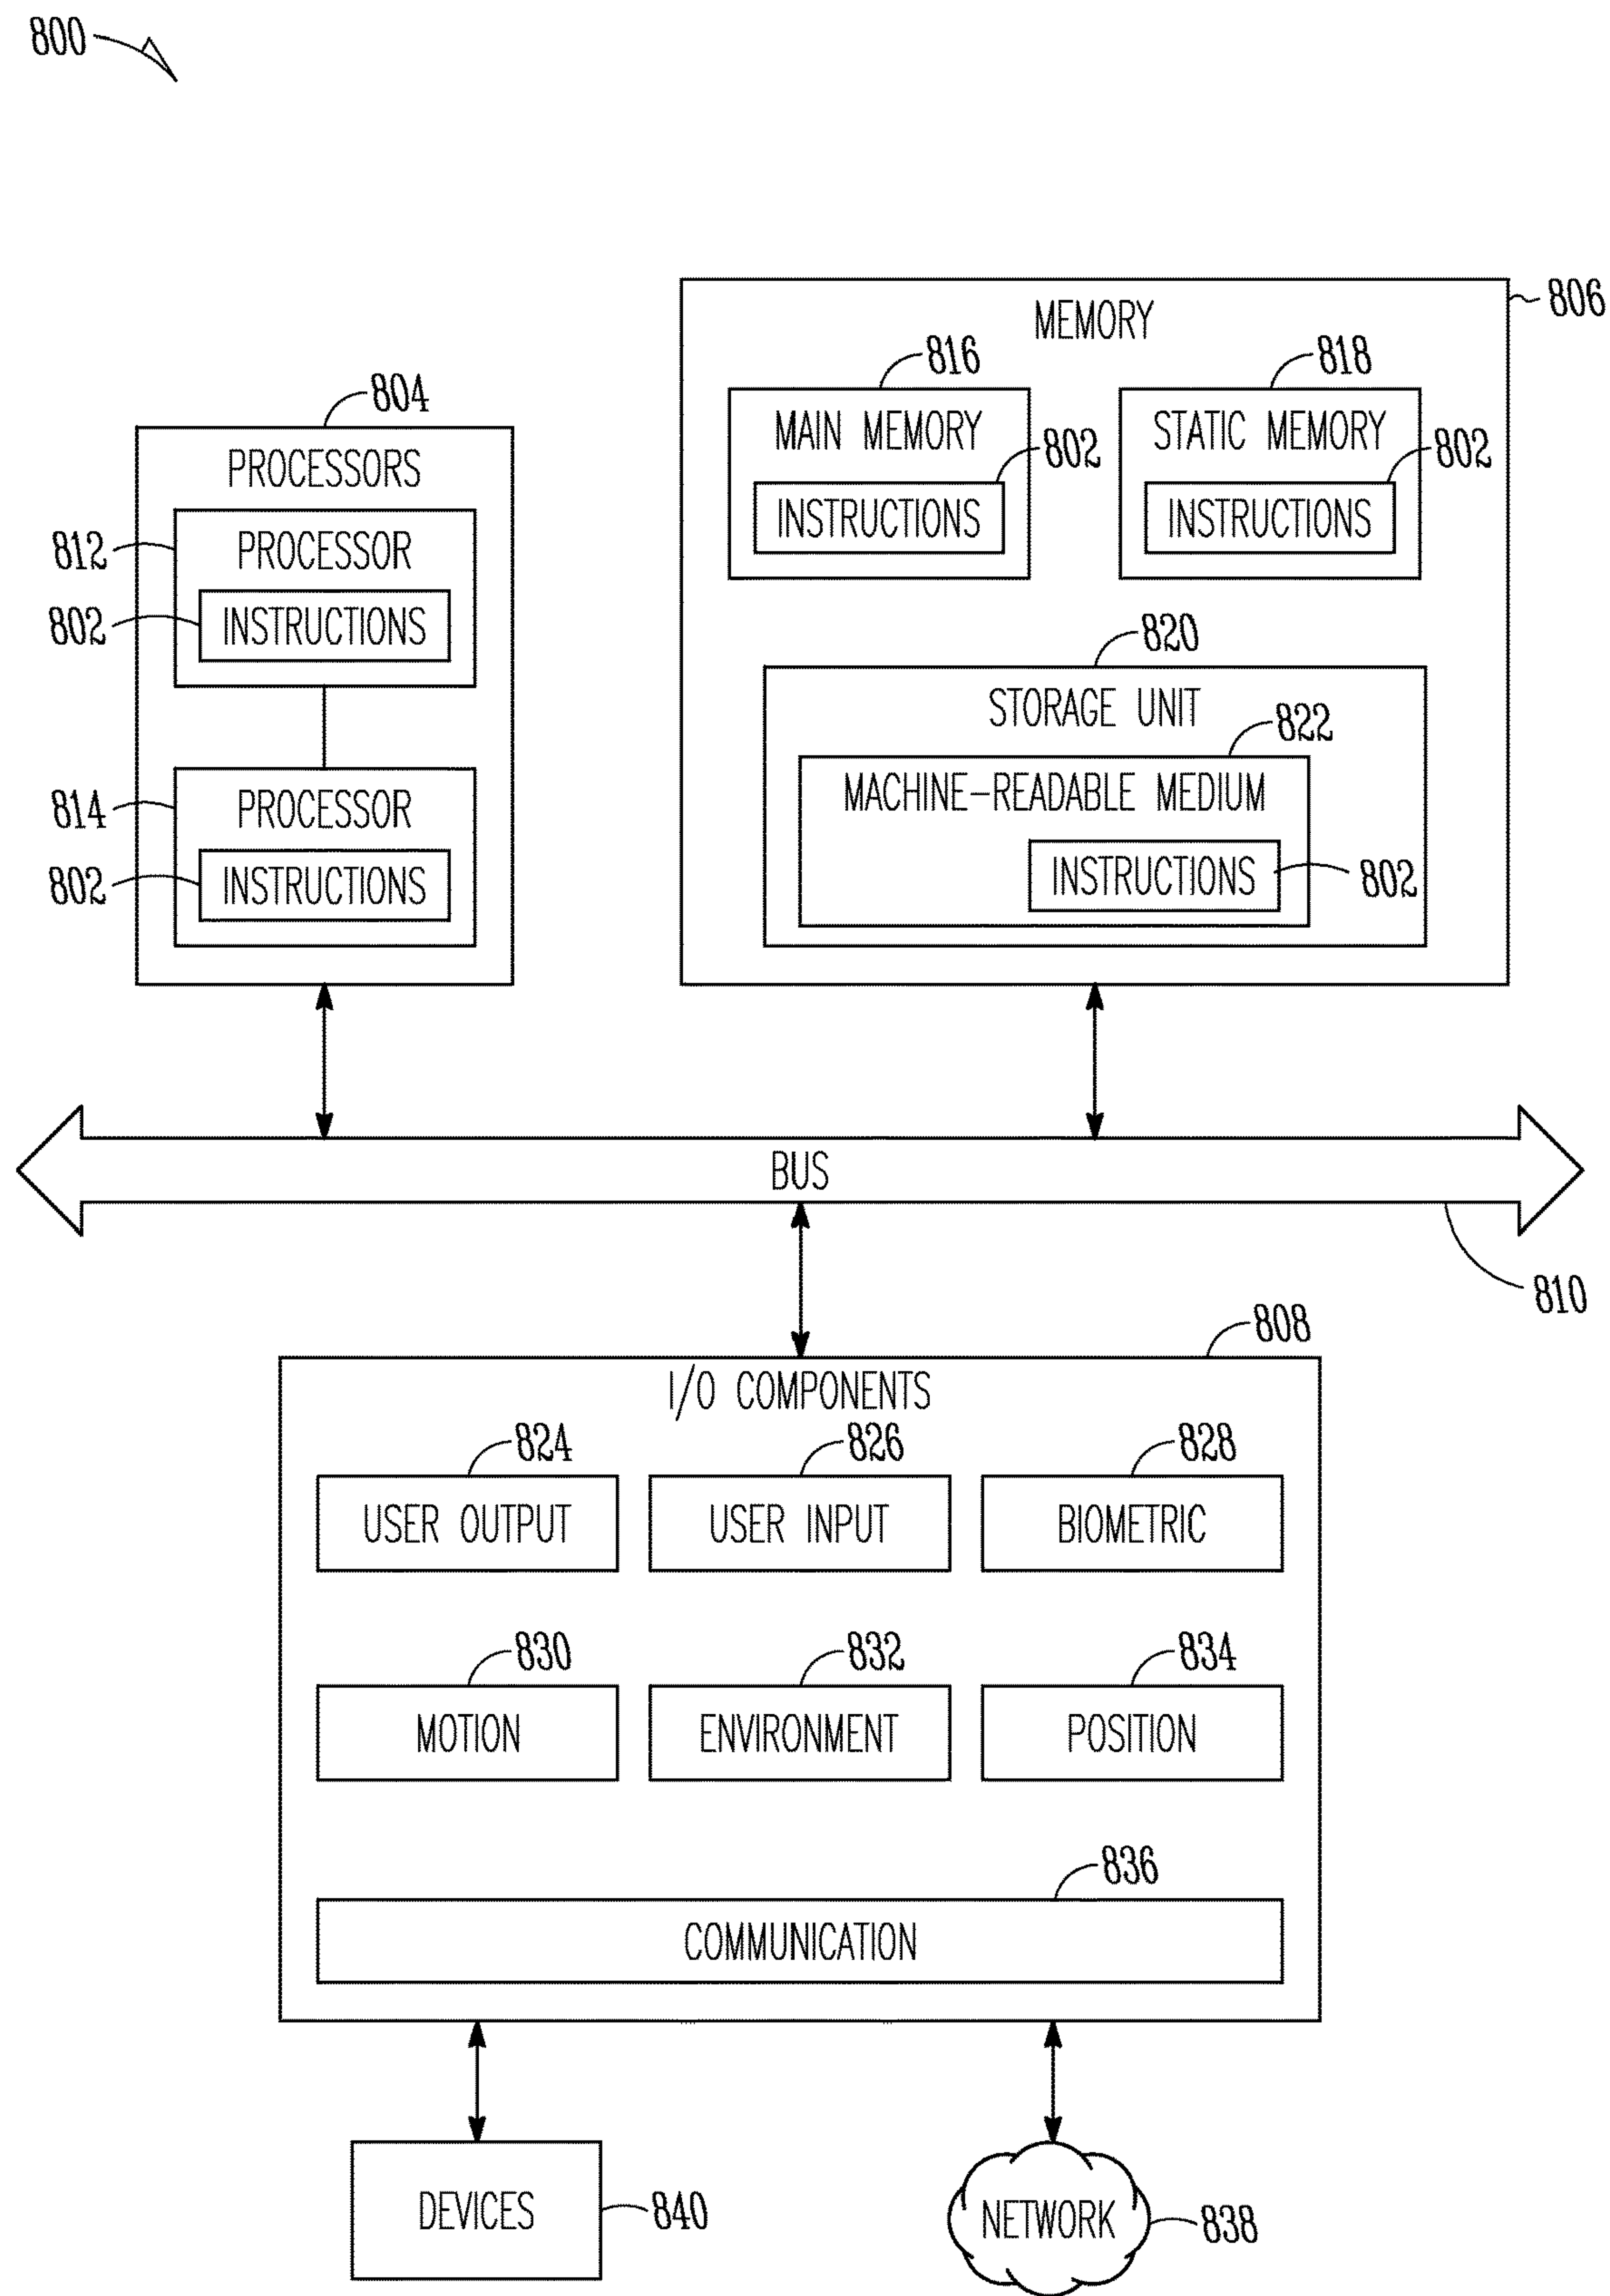 800
MEMORY
806
816
818
804
MAIN MEMORY
STATIC MEMORY
PROCESSORS
802
802
INSTRUCTIONS
INSTRUCTIONS
812
PROCESSOR
802
INSTRUCTIONS
820
STORAGE UNIT
822
814
PROCESSOR
MACHINE-READABLE MEDIUM
802
INSTRUCTIONS
INSTRUCTIONS
802
BUS
810
808
I/O COMPONENTS
824
826
828
USER OUTPUT
USER INPUT
BIOMETRIC
830
832
834
MOTION
ENVIRONMENT
POSITION
836
COMMUNICATION
DEVICES
840
NETWORK
838